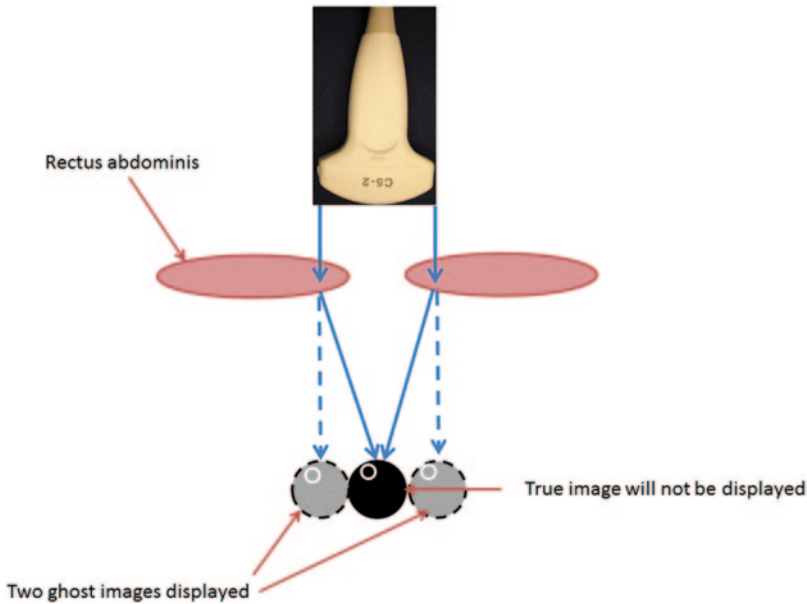 C5-2
Rectus abdominis
True image will not be displayed
Two ghost images displayed